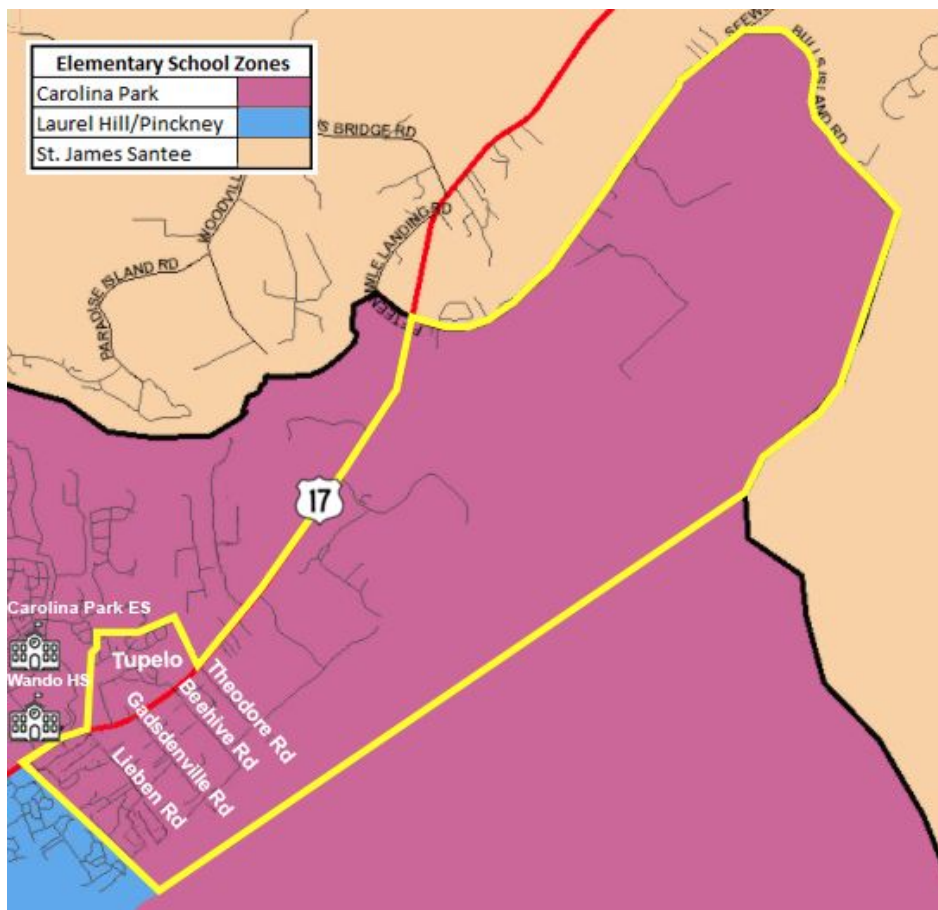 Elementary School Zones
Carolina Park
Laurel Hill/Pinckney
St. James Santee
BULLS ISLAND RD
BRIDGE RD
LANDING RD
PARADISE ISLAND RD
17
Carolina Park ES
Wando HS
Tupelo
Theodore Rd
Beehive Rd
Gadsdenville Rd
Lieben Rd